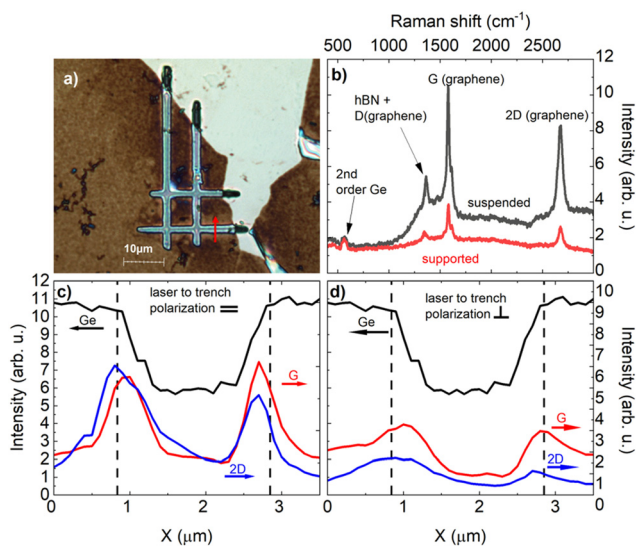 Raman shift (cm⁻¹)
500 1000 1500 2000 2500
a)
10μm
b)
G (graphene)
hBN +
D(graphene)
2D (graphene)
2nd
order Ge
suspended
supported
12
10
8
6
4
2
0
Intensity (arb. u.)
c)
laser to trench
polarization =
Ge
G
2D
Intensity (arb. u.)
11
10
9
8
7
6
5
4
3
2
1
0
0 1 2 3
X (μm)
d)
laser to trench
polarization ⊥
Ge
G
2D
10
9
8
7
6
5
4
3
2
1
0
Intensity (arb. u.)
0 1 2 3
X (μm)